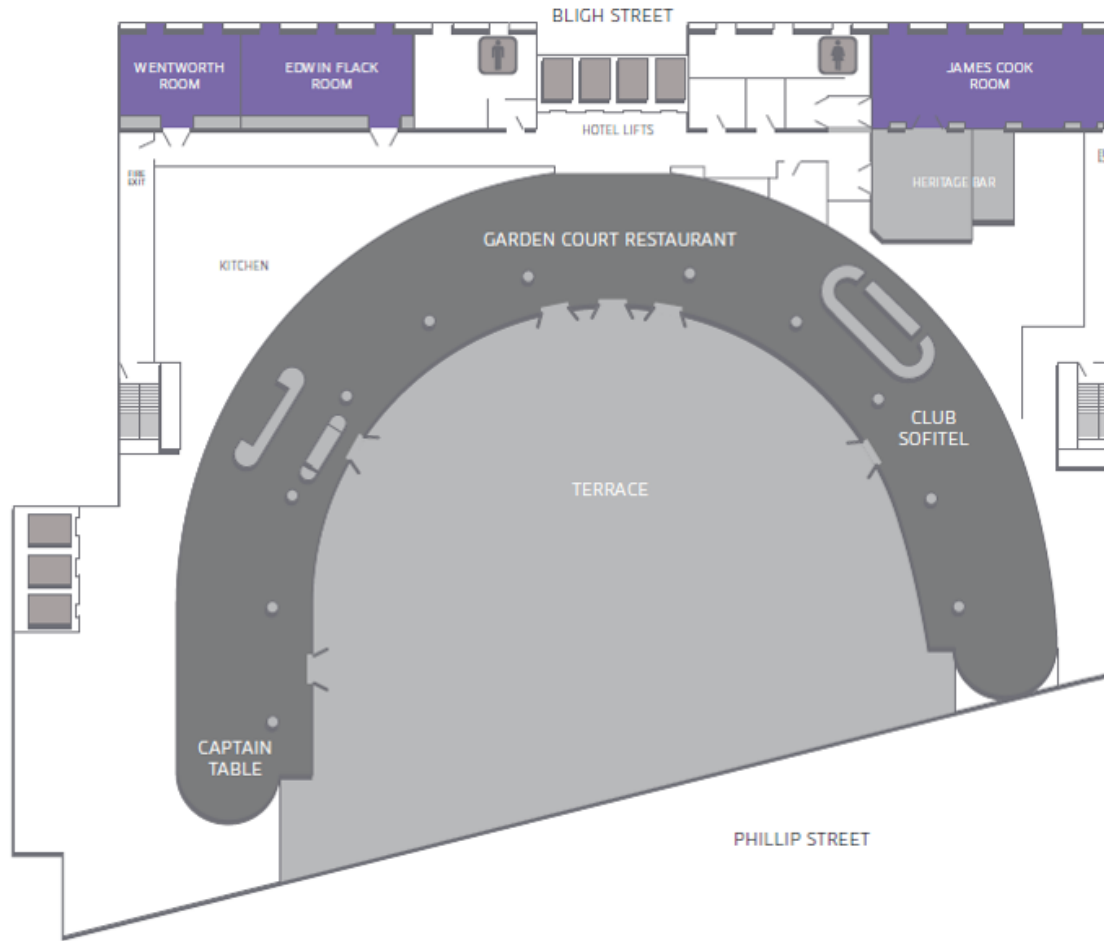 BLIGH STREET
WENTWORTH
ROOM
EDWIN FLACK
ROOM
JAMES COOK
ROOM
HOTEL LIFTS
FIRE
EXIT
HERITAGE BAR
GARDEN COURT RESTAURANT
KITCHEN
CLUB
SOFITEL
TERRACE
CAPTAIN
TABLE
PHILLIP STREET